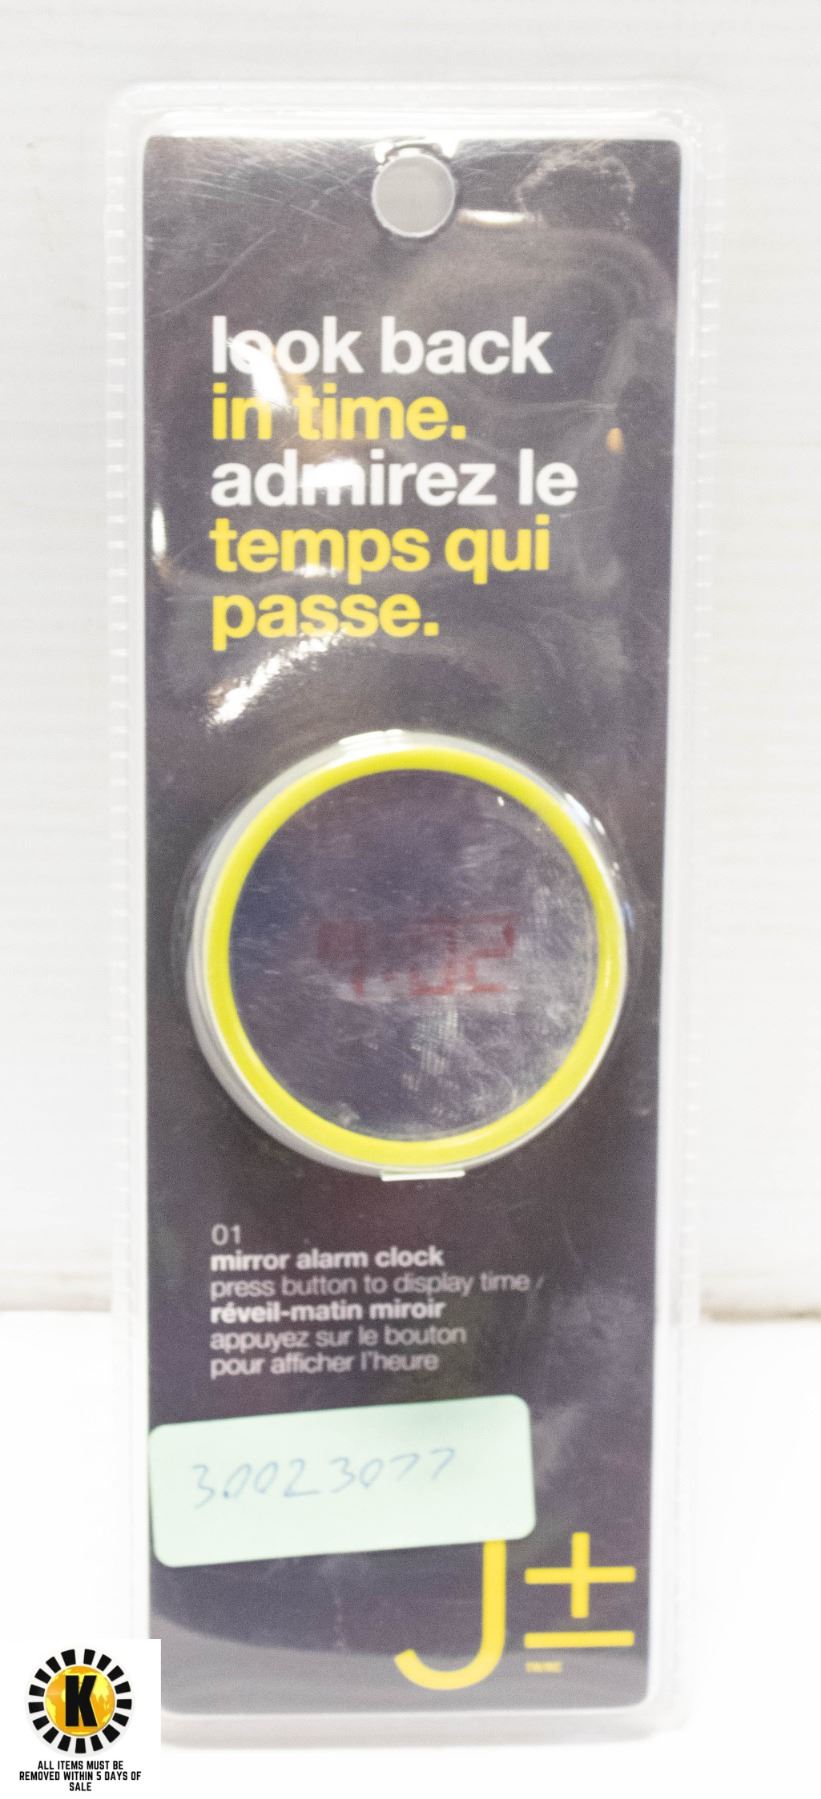 look back
in time.
admirez le
temps qui
passe.
4:02
01
mirror alarm clock
press button to display time /
réveil-matin miroir
appuyez sur le bouton
pour afficher l'heure
30023077
J±
K
ALL ITEMS MUST BE
REMOVED WITHIN 5 DAYS OF
SALE